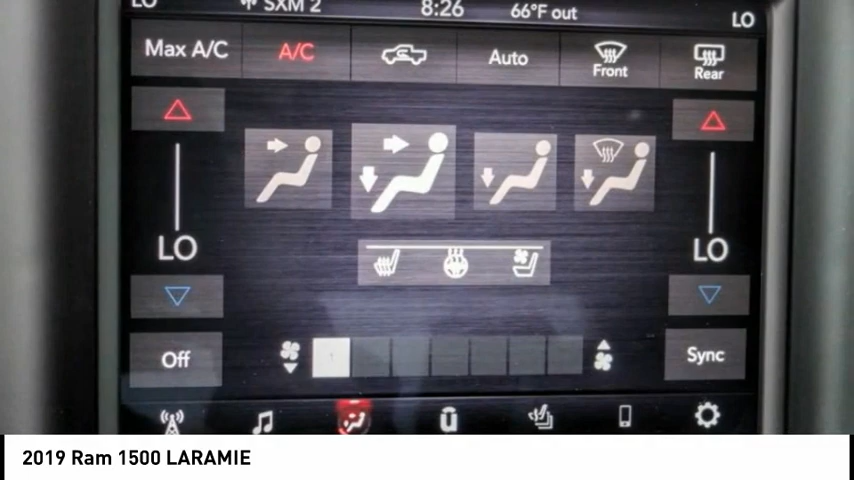 LO SXM 2 8:26 66°F out LO
Max A/C A/C Auto Front Rear
LO LO
Off Sync
2019 Ram 1500 LARAMIE